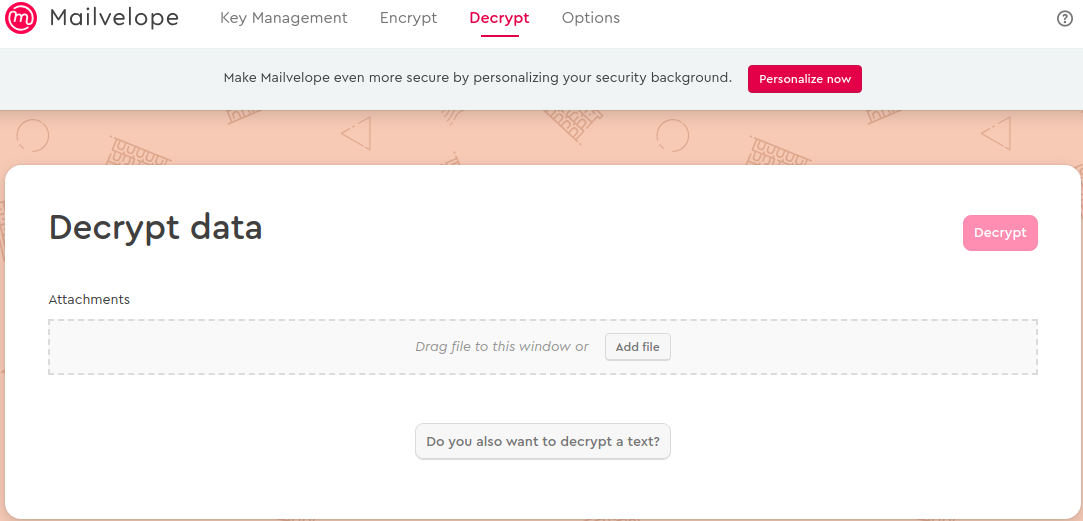 Mailvelope Key Management Encrypt Decrypt Options ?
Make Mailvelope even more secure by personalizing your security background. Personalize now
Decrypt data
Decrypt
Attachments
Drag file to this window or Add file
Do you also want to decrypt a text?